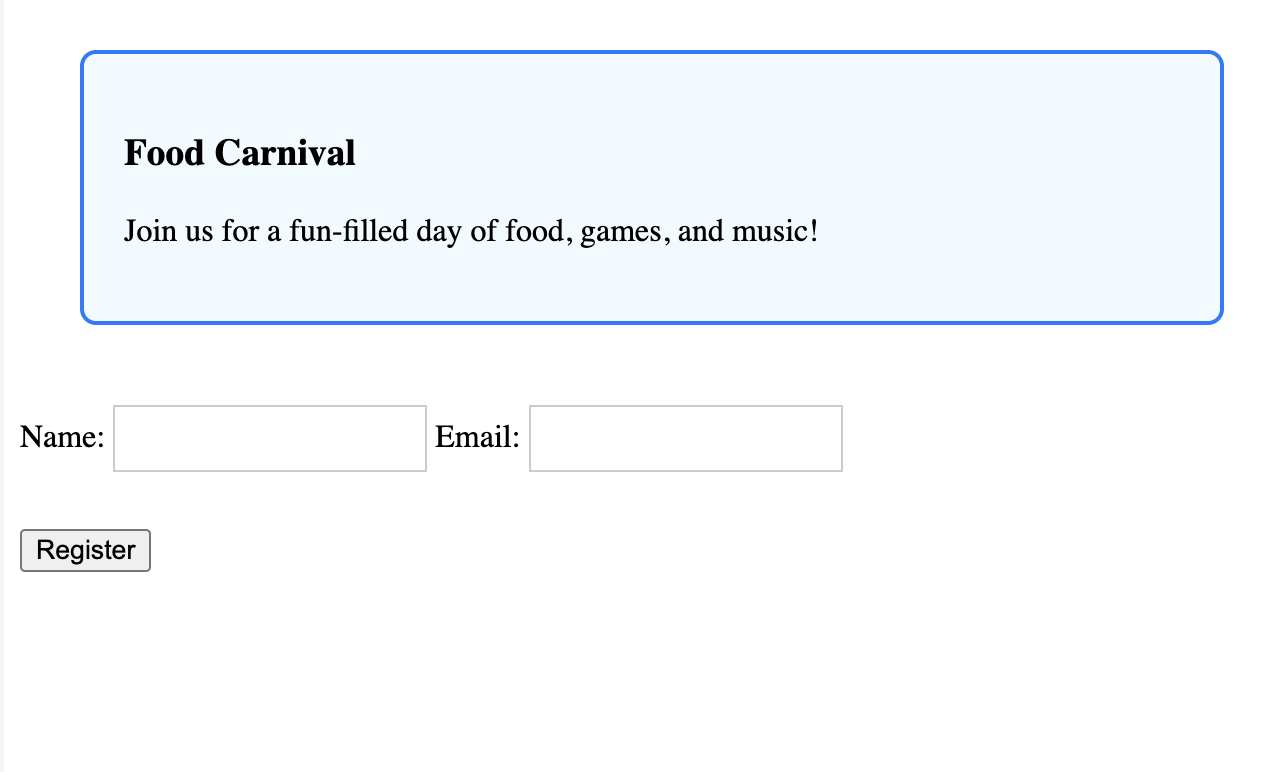 Food Carnival
Join us for a fun-filled day of food, games, and music!
Name: Email:
Register